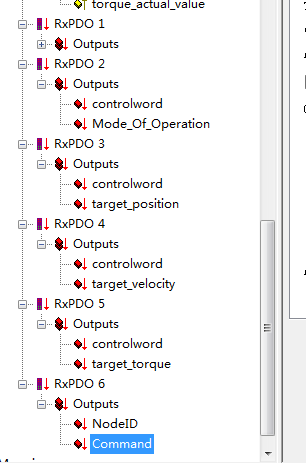 torque_actual_value
RxPDO 1
Outputs
RxPDO 2
Outputs
controlword
Mode_Of_Operation
RxPDO 3
Outputs
controlword
target_position
RxPDO 4
Outputs
controlword
target_velocity
RxPDO 5
Outputs
controlword
target_torque
RxPDO 6
Outputs
NodeID
Command